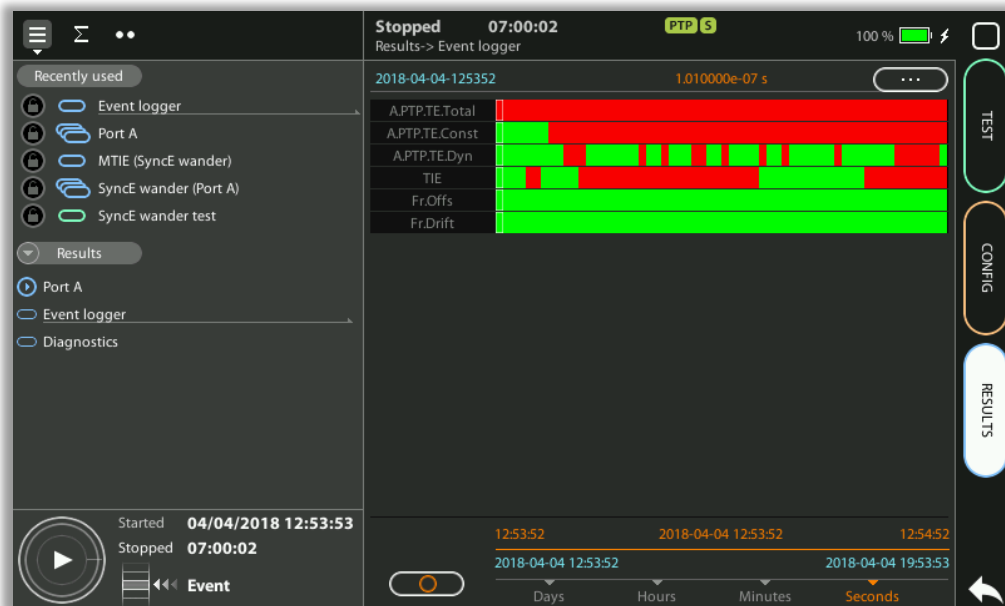 Stopped 07:00:02 PTP S 100 %
Results-> Event logger
Recently used
Event logger
Port A
MTIE (SyncE wander)
SyncE wander (Port A)
SyncE wander test
Results
Port A
Event logger
Diagnostics
Started 04/04/2018 12:53:53
Stopped 07:00:02
Event
2018-04-04-125352 1.010000e-07 s ...
A.PTP.TE.Total
A.PTP.TE.Const
A.PTP.TE.Dyn
TIE
Fr.Offs
Fr.Drift
12:53:52 2018-04-04 12:53:52 12:54:52
2018-04-04 12:53:52 2018-04-04 19:53:53
Days Hours Minutes Seconds
TEST
CONFIG
RESULTS